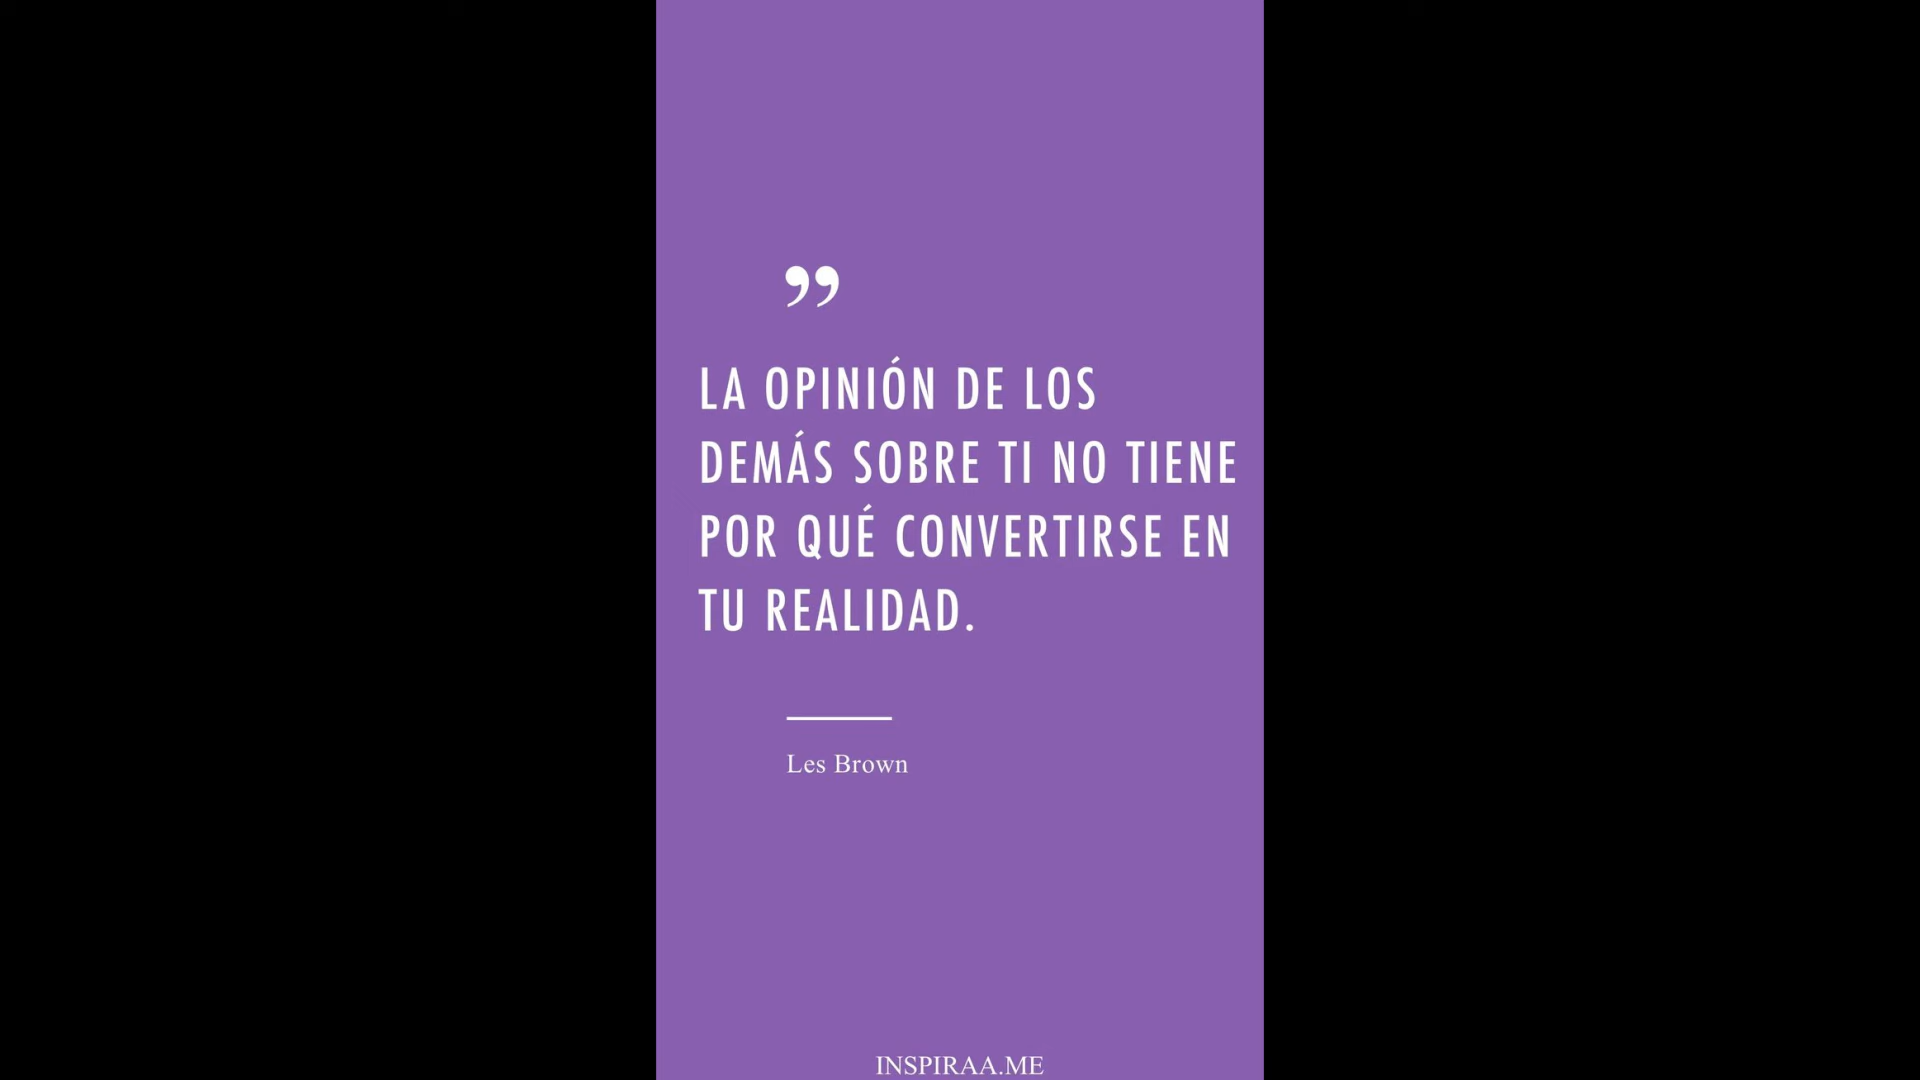 ”
LA OPINIÓN DE LOS
DEMÁS SOBRE TI NO TIENE
POR QUÉ CONVERTIRSE EN
TU REALIDAD.
Les Brown
INSPIRAA.ME